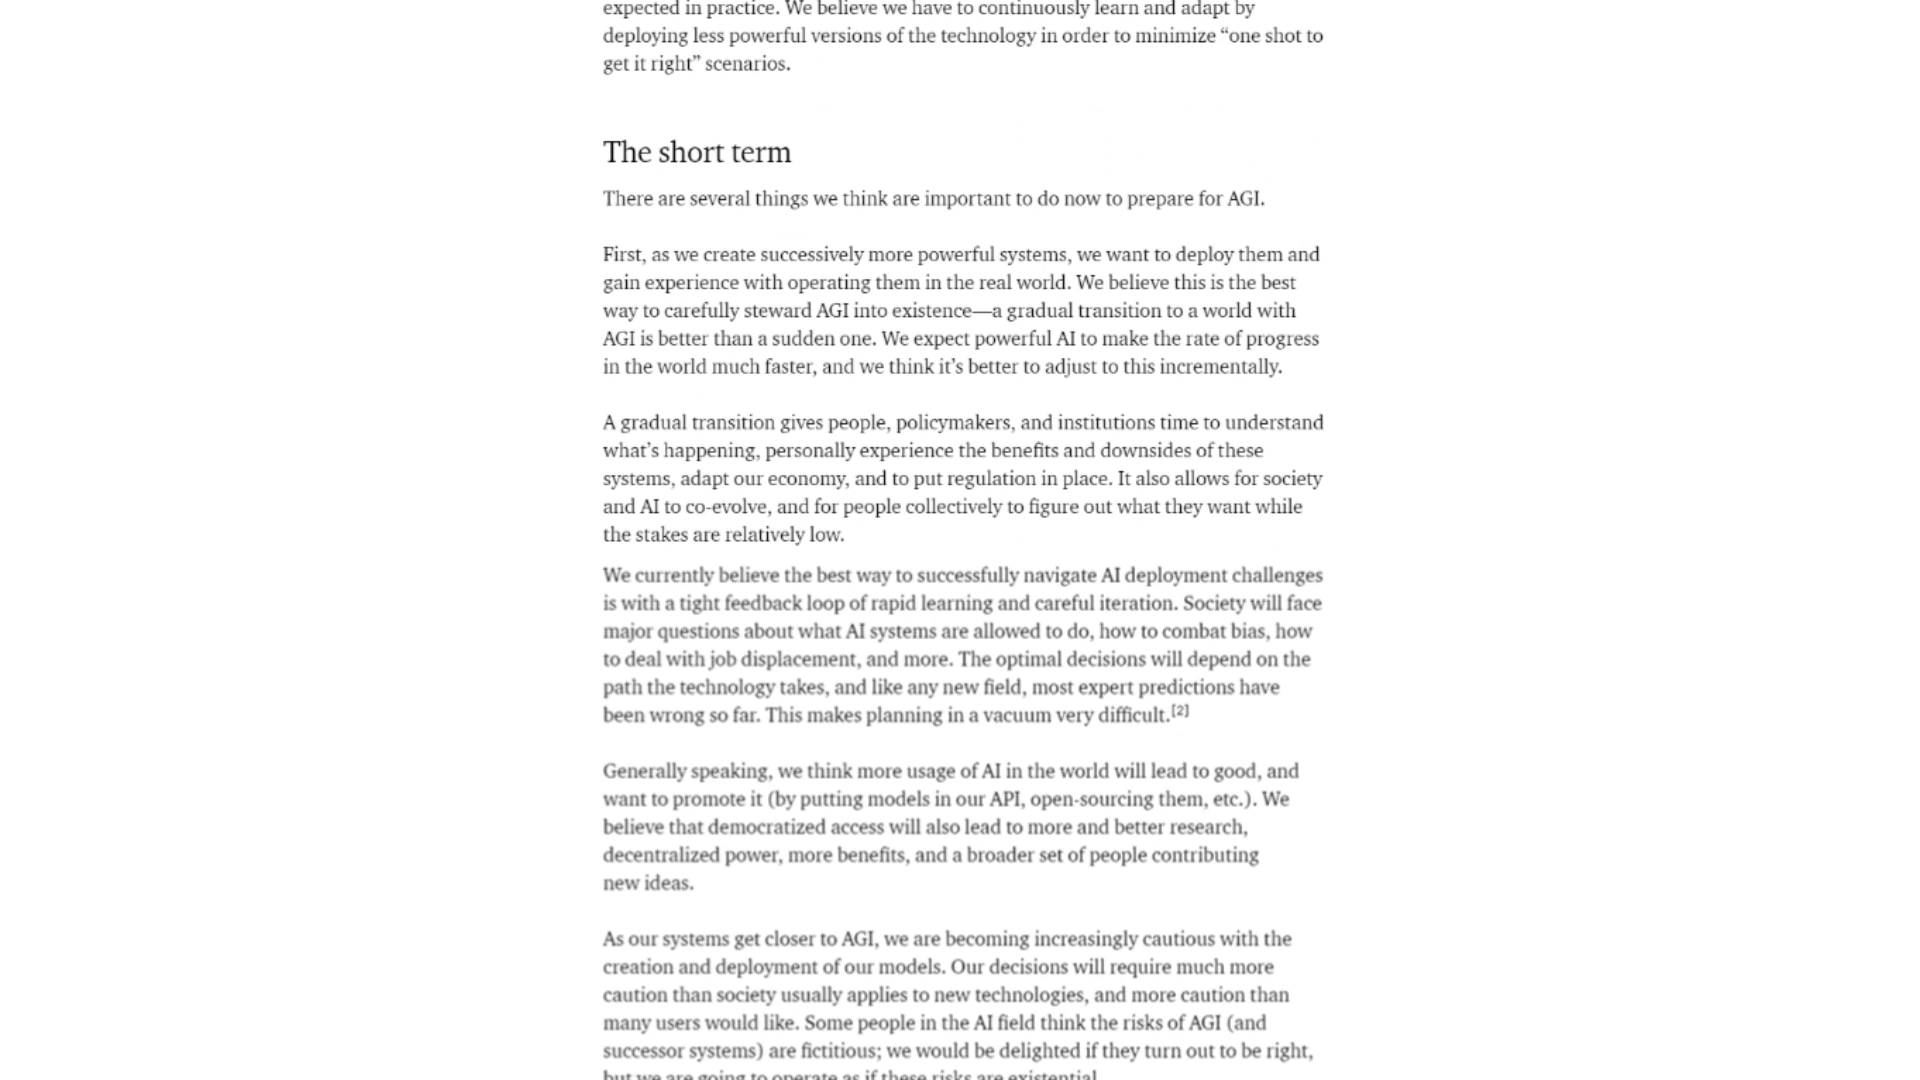 expected in practice. We believe we have to continuously learn and adapt by
deploying less powerful versions of the technology in order to minimize “one shot to
get it right” scenarios.
The short term
There are several things we think are important to do now to prepare for AGI.
First, as we create successively more powerful systems, we want to deploy them and
gain experience with operating them in the real world. We believe this is the best
way to carefully steward AGI into existence—a gradual transition to a world with
AGI is better than a sudden one. We expect powerful AI to make the rate of progress
in the world much faster, and we think it’s better to adjust to this incrementally.
A gradual transition gives people, policymakers, and institutions time to understand
what’s happening, personally experience the benefits and downsides of these
systems, adapt our economy, and to put regulation in place. It also allows for society
and AI to co-evolve, and for people collectively to figure out what they want while
the stakes are relatively low.
We currently believe the best way to successfully navigate AI deployment challenges
is with a tight feedback loop of rapid learning and careful iteration. Society will face
major questions about what AI systems are allowed to do, how to combat bias, how
to deal with job displacement, and more. The optimal decisions will depend on the
path the technology takes, and like any new field, most expert predictions have
been wrong so far. This makes planning in a vacuum very difficult.[2]
Generally speaking, we think more usage of AI in the world will lead to good, and
want to promote it (by putting models in our API, open-sourcing them, etc.). We
believe that democratized access will also lead to more and better research,
decentralized power, more benefits, and a broader set of people contributing
new ideas.
As our systems get closer to AGI, we are becoming increasingly cautious with the
creation and deployment of our models. Our decisions will require much more
caution than society usually applies to new technologies, and more caution than
many users would like. Some people in the AI field think the risks of AGI (and
successor systems) are fictitious; we would be delighted if they turn out to be right,
but we are going to operate as if these risks are existential